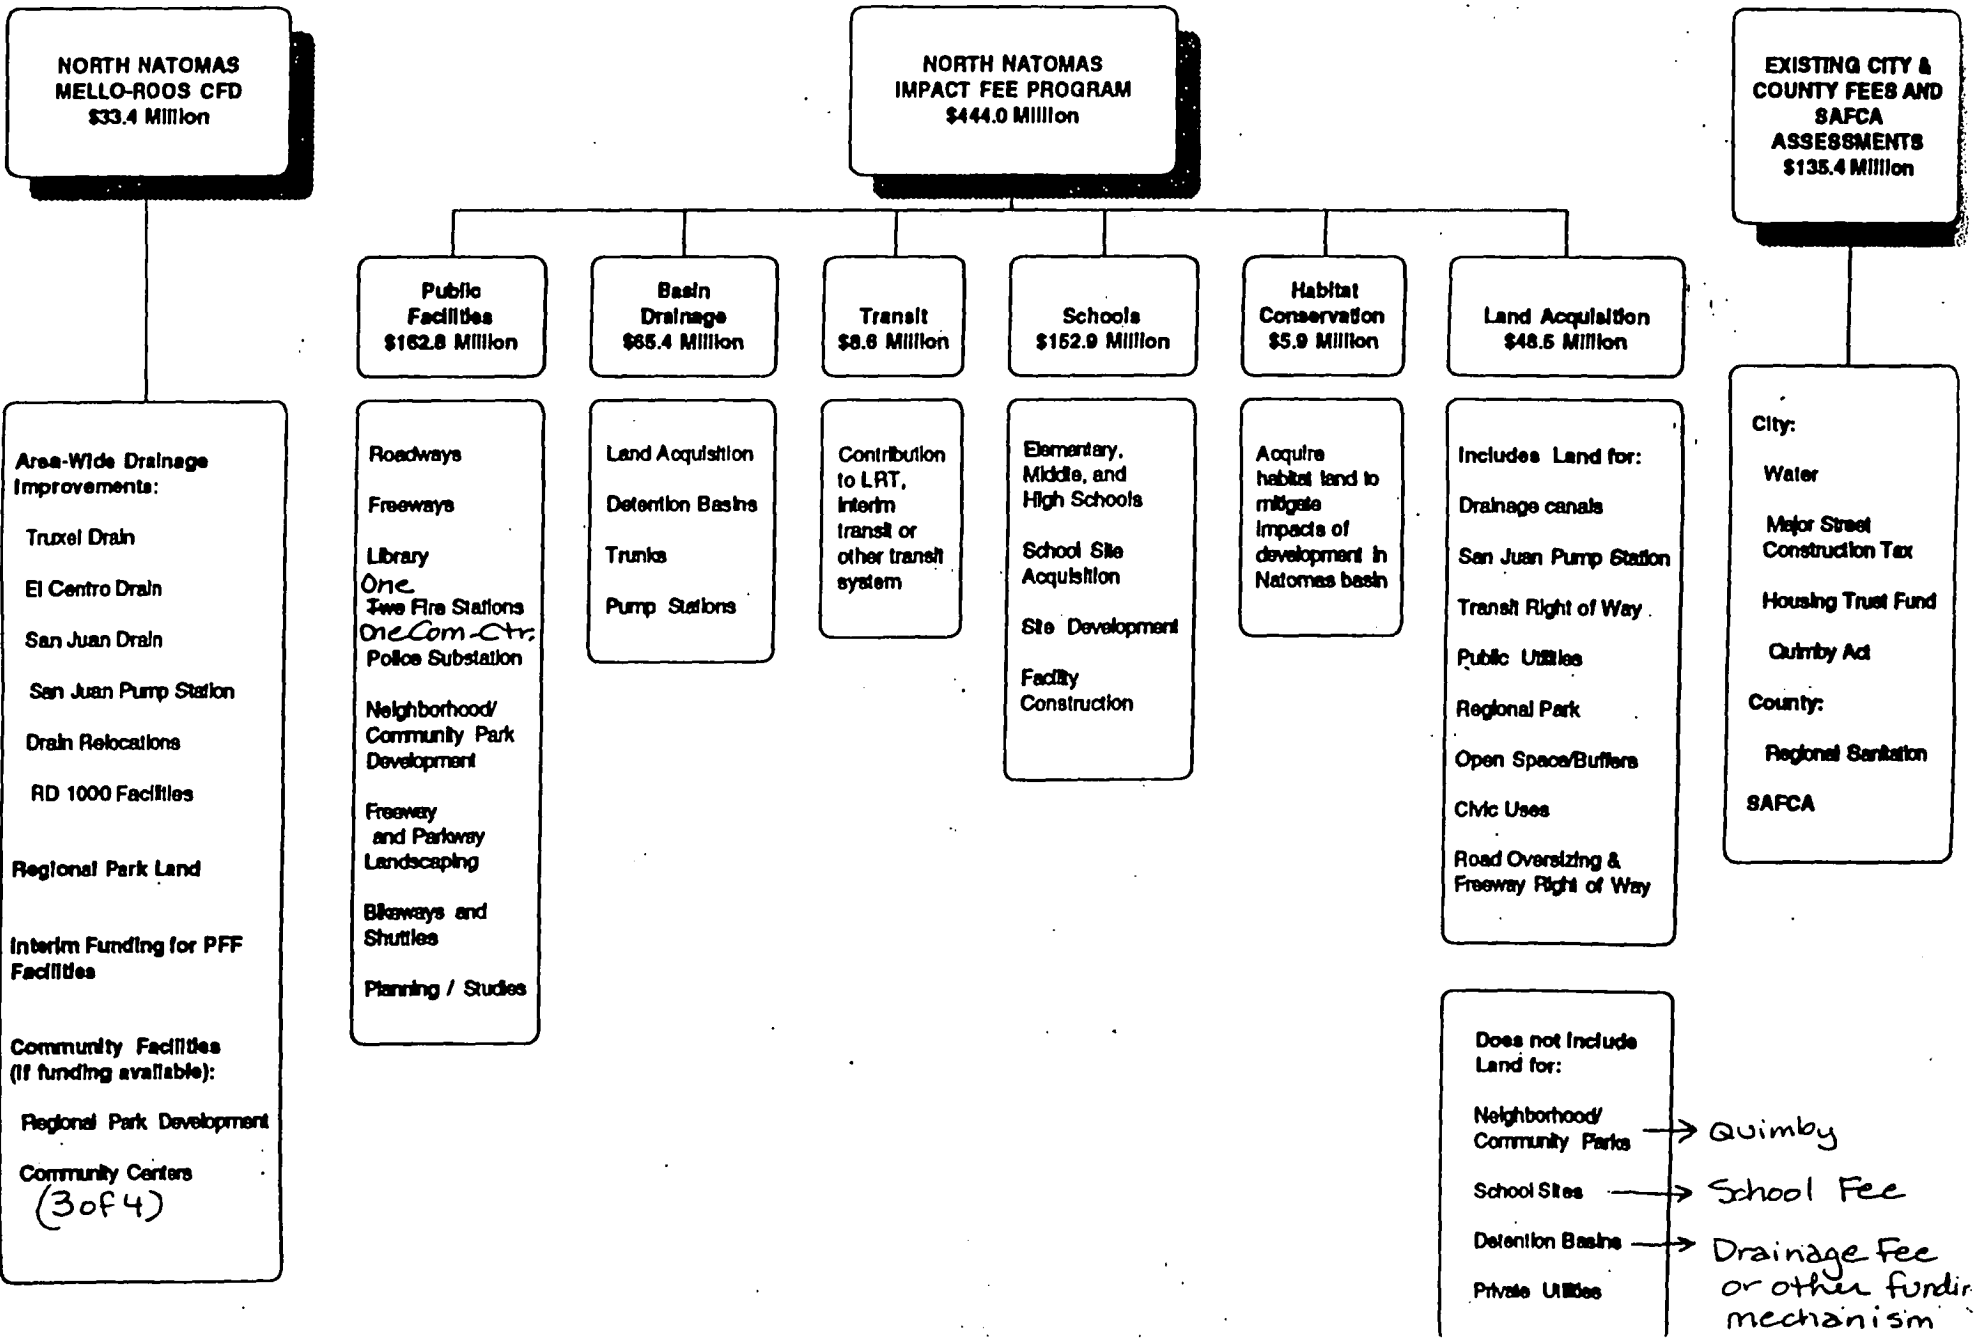 NORTH NATOMAS
MELLO-ROOS CFD
$33.4 Million
NORTH NATOMAS
IMPACT FEE PROGRAM
$444.0 Million
EXISTING CITY &
COUNTY FEES AND
SAFCA
ASSESSMENTS
$135.4 Million
Public
Facilities
$162.8 Million
Basin
Drainage
$65.4 Million
Transit
$8.6 Million
Schools
$152.9 Million
Habitat
Conservation
$5.9 Million
Land Acquisition
$48.5 Million
Area-Wide Drainage
Improvements:
Truxel Drain
El Centro Drain
San Juan Drain
San Juan Pump Station
Drain Relocations
RD 1000 Facilities
Regional Park Land
Interim Funding for PFF
Facilities
Community Facilities
(if funding available):
Regional Park Development
Community Centers
(3 of 4)
Roadways
Freeways
Library
One
Two Fire Stations
One Com-Ctr.
Police Substation
Neighborhood/
Community Park
Development
Freeway
and Parkway
Landscaping
Bikeways and
Shuttles
Planning / Studies
Land Acquisition
Detention Basins
Trunks
Pump Stations
Contribution
to LRT,
interim
transit or
other transit
system
Elementary,
Middle, and
High Schools
School Site
Acquisition
Site Development
Facility
Construction
Acquire
habitat land to
mitigate
impacts of
development in
Natomas basin
Includes Land for:
Drainage canals
San Juan Pump Station
Transit Right of Way
Public Utilities
Regional Park
Open Space/Buffers
Civic Uses
Road Oversizing &
Freeway Right of Way
Does not Include
Land for:
Neighborhood/
Community Parks → Quimby
School Sites → School Fee
Detention Basins → Drainage Fee
or other fundin
mechanism
Private Utilities
City:
Water
Major Street
Construction Tax
Housing Trust Fund
Quimby Act
County:
Regional Sanitation
SAFCA